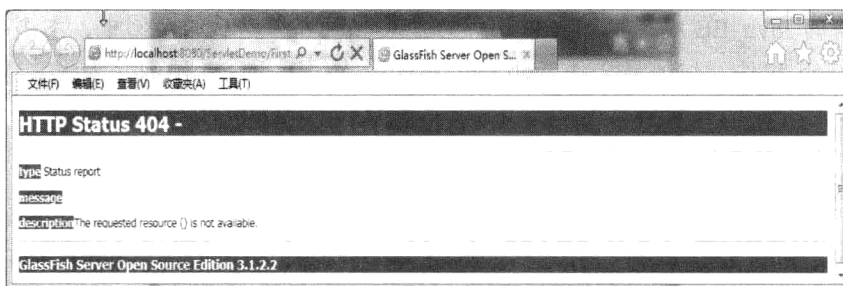 http://localhost:8080/ServletDemo/First
GlassFish Server Open S...
文件(F) 编辑(E) 查看(V) 收藏夹(A) 工具(T)
HTTP Status 404 -
type Status report
message
descriptionThe requested resource () is not available.
GlassFish Server Open Source Edition 3.1.2.2